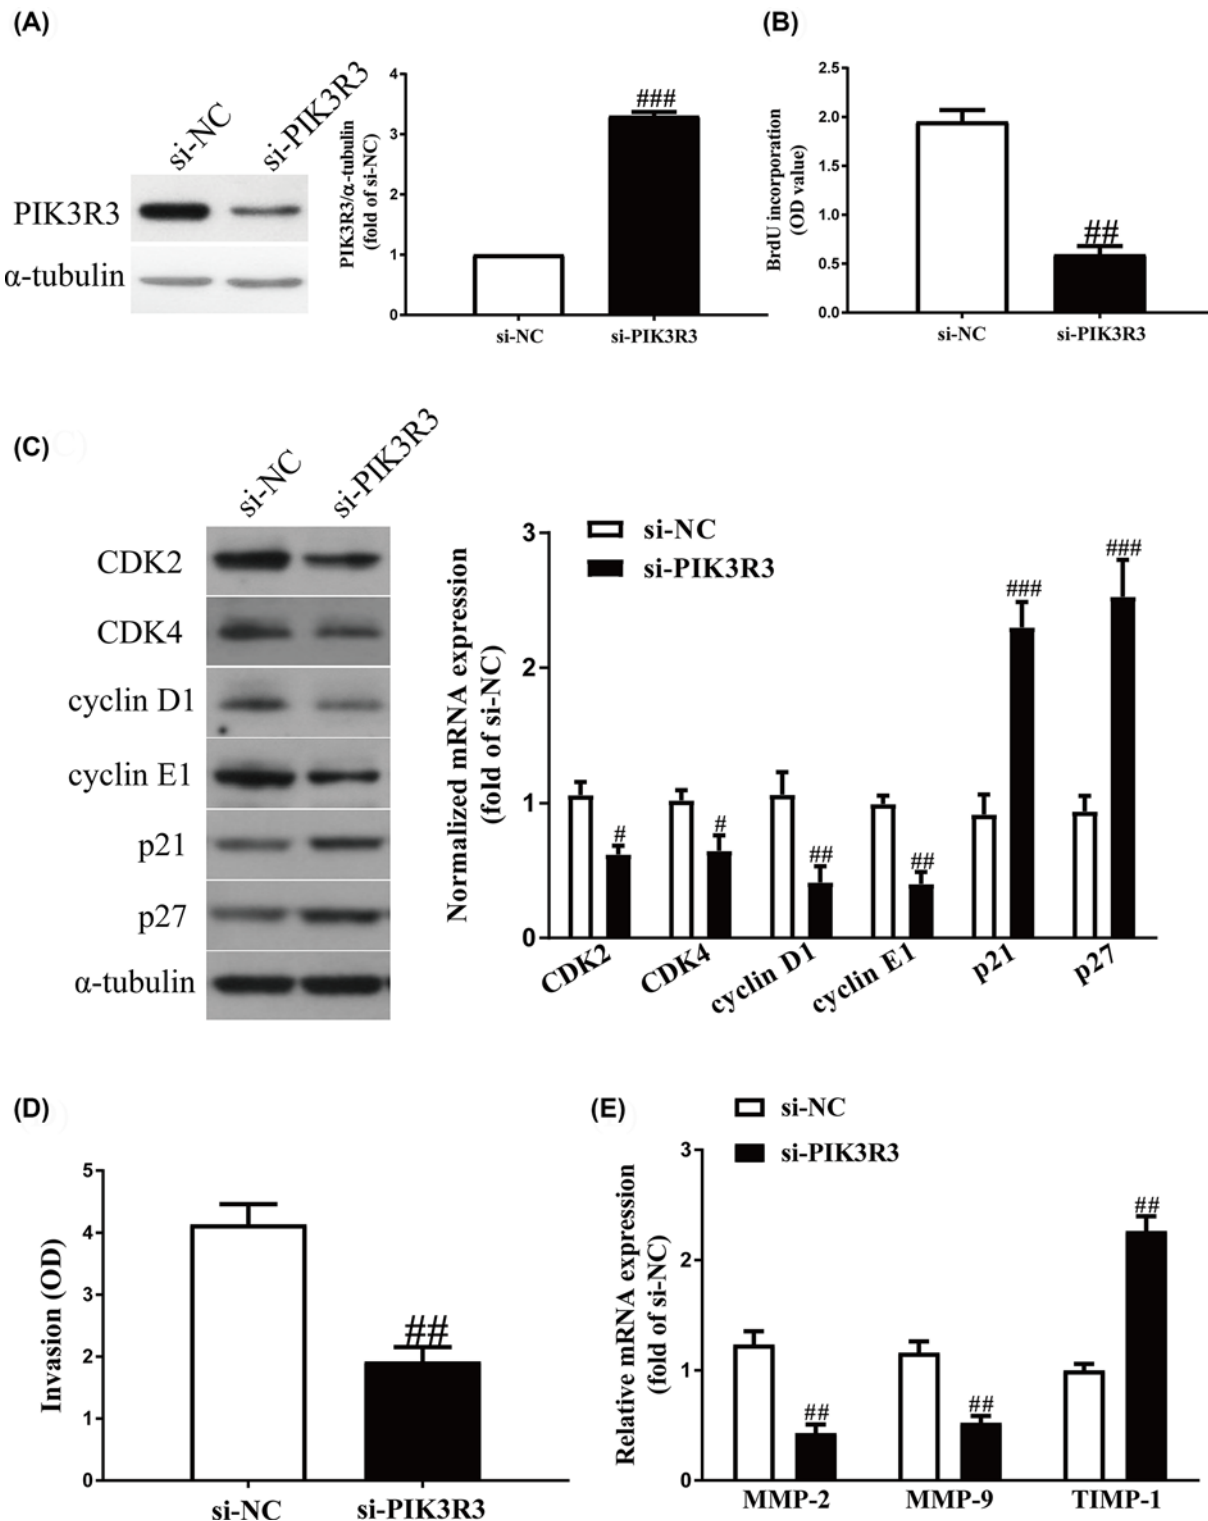 (A)
si-NC
si-PIK3R3
PIK3R3
α-tubulin
PIK3R3/α-tubulin
(fold of si-NC)
4
3
2
1
0
###
si-NC
si-PIK3R3
(B)
BrdU incorporation
(OD value)
2.5
2.0
1.5
1.0
0.5
0.0
##
si-NC
si-PIK3R3
(C)
si-NC
si-PIK3R3
CDK2
CDK4
cyclin D1
cyclin E1
p21
p27
α-tubulin
Normalized mRNA expression
(fold of si-NC)
3
2
1
0
si-NC
si-PIK3R3
#
#
##
##
###
###
CDK2
CDK4
cyclin D1
cyclin E1
p21
p27
(D)
Invasion (OD)
5
4
3
2
1
0
##
si-NC
si-PIK3R3
(E)
si-NC
si-PIK3R3
Relative mRNA expression
(fold of si-NC)
3
2
1
0
##
##
##
MMP-2
MMP-9
TIMP-1